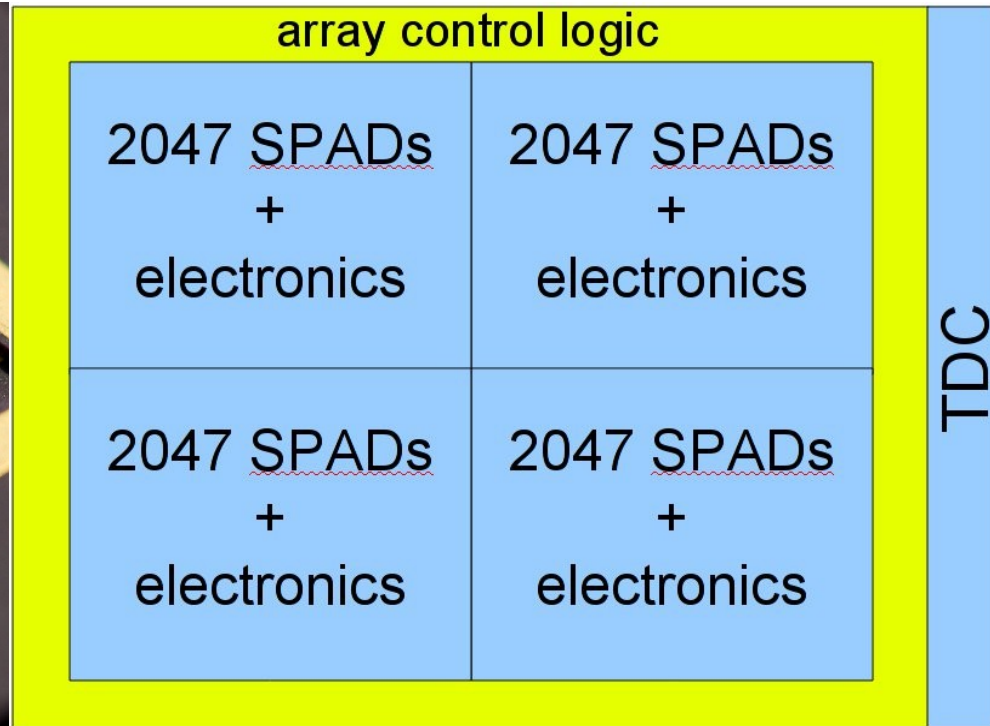 array control logic
2047 SPADs
+
electronics
2047 SPADs
+
electronics
2047 SPADs
+
electronics
2047 SPADs
+
electronics
TDC